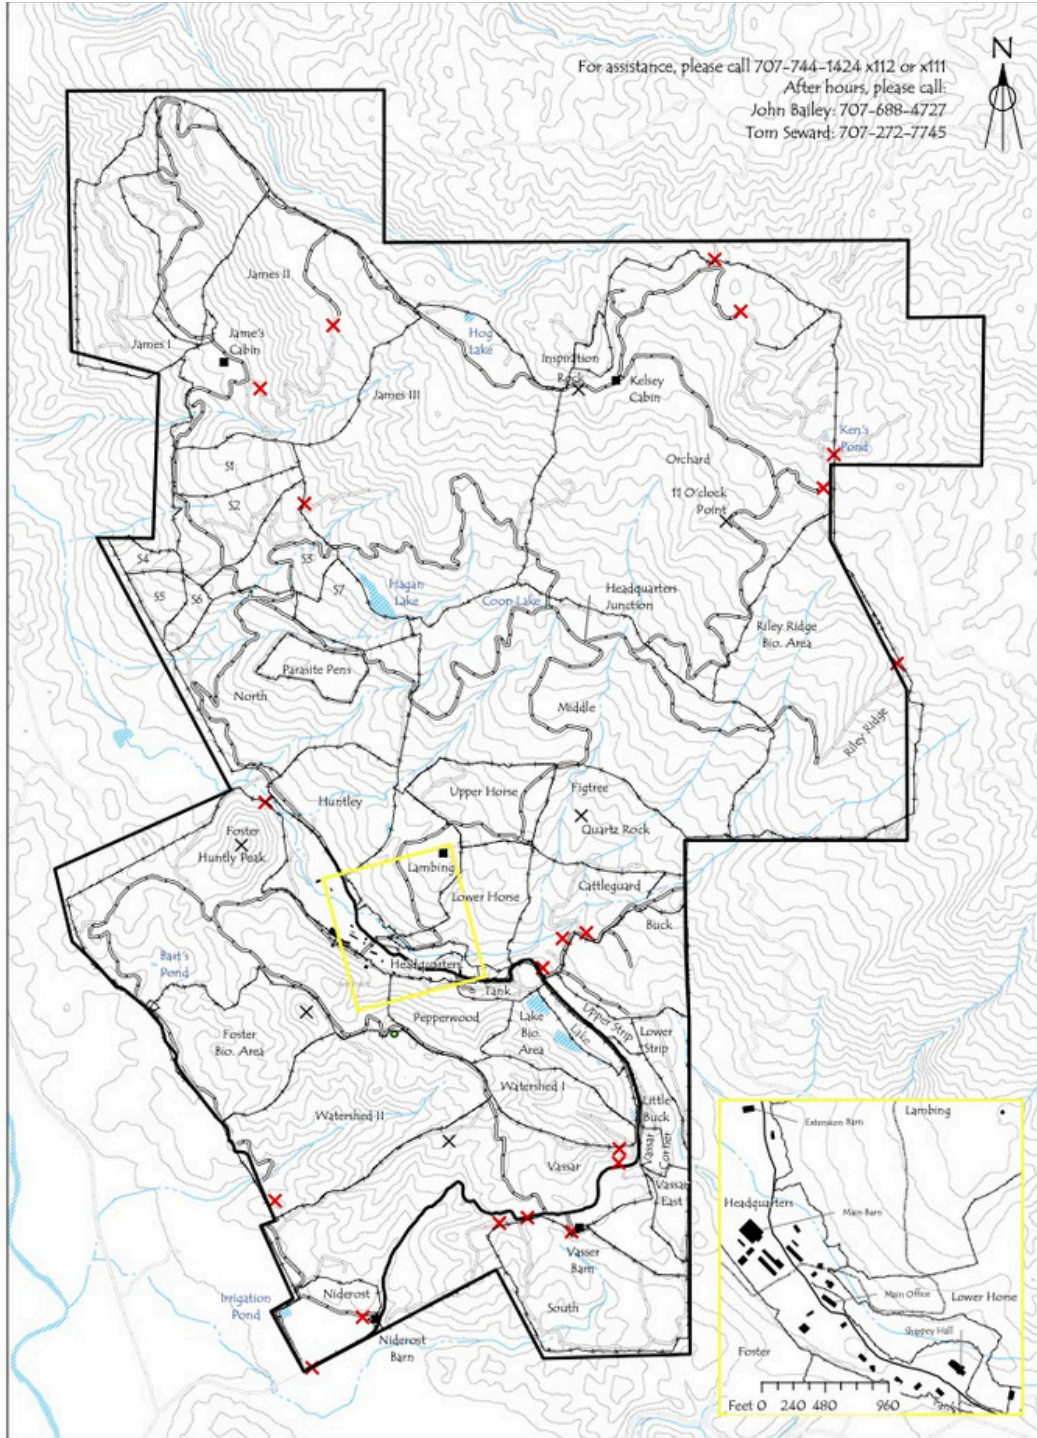 N
For assistance, please call 707-744-1424 x112 or x111
After hours, please call:
John Bailey: 707-688-4727
Tom Seward: 707-272-7745
James II
Hog
Lake
James I
Jame's
Cabin
Inspiration
Rock
Kelsey
Cabin
James III
Ken's
Pond
S1
Orchard
S2
11 O'clock
Point
S4
S3
S5
S6
S7
Hagan
Lake
Coon Lake
Headquarters
Junction
Riley Ridge
Bio. Area
Parasite Pens
North
Middle
Riley Ridge
Huntley
Upper Horse
Figtree
Quartz Rock
Foster
Huntly Peak
Lambing
Lower Horse
Cattleguard
Buck
Bart's
Pond
Headquarters
Tank
Pepperwood
Lake
Bio.
Area
Lake
Upper Strip
Lower
Strip
Foster
Bio. Area
Watershed I
Little
Buck
Watershed II
Vassar
Vassar
Corner
Vassar
East
Vasser
Barn
Irrigation
Pond
Niderost
South
Niderost
Barn
Lambing
Extension Barn
Headquarters
Main Barn
Main Office
Lower Horse
Shippey Hall
Foster
Tank
Feet 0 240 480 960